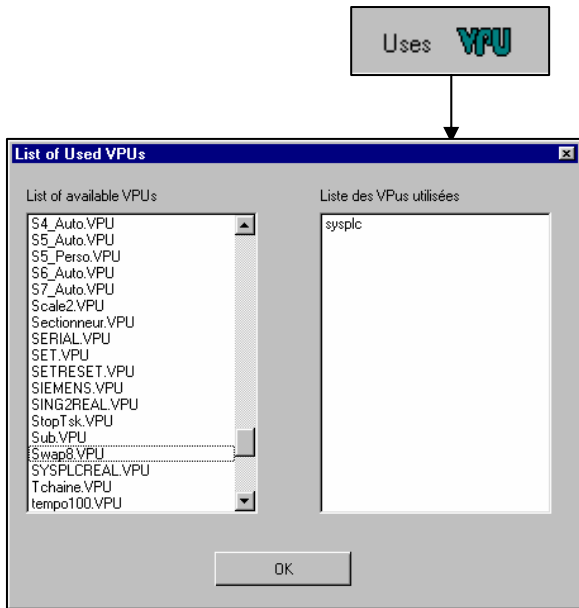 Uses VPU
List of Used VPUs
List of available VPUs
Liste des VPus utilisées
S4_Auto.VPU
S5_Auto.VPU
S5_Perso.VPU
S6_Auto.VPU
S7_Auto.VPU
Scale2.VPU
Sectionneur.VPU
SERIAL.VPU
SET.VPU
SETRESET.VPU
SIEMENS.VPU
SING2REAL.VPU
StopTsk.VPU
Sub.VPU
Swap8.VPU
SYSPLCREAL.VPU
Tchaine.VPU
tempo100.VPU
sysplc
OK